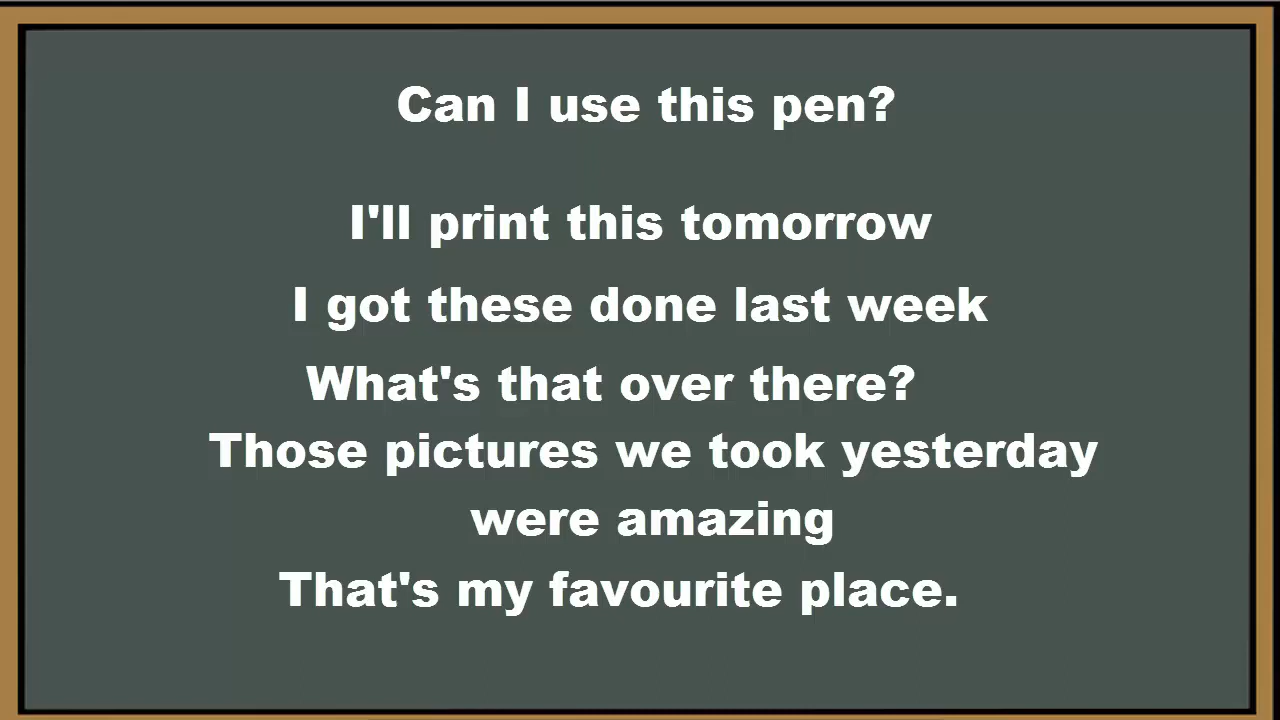 Can I use this pen?
I'll print this tomorrow
I got these done last week
What's that over there?
Those pictures we took yesterday
were amazing
That's my favourite place.